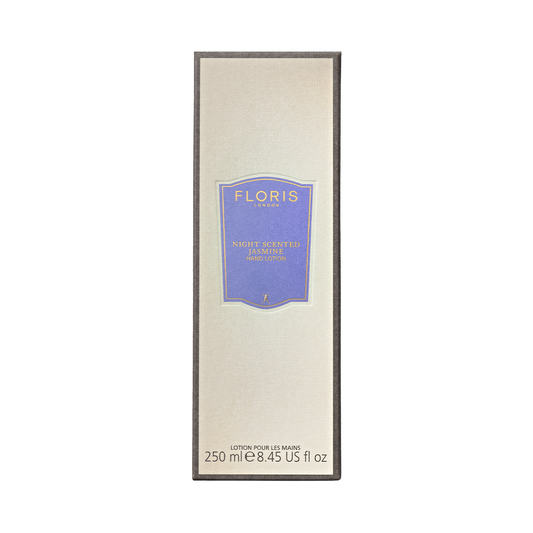 FLORIS
LONDON
NIGHT SCENTED
JASMINE
HAND LOTION
f
LOTION POUR LES MAINS
250 ml ℮ 8.45 US fl oz